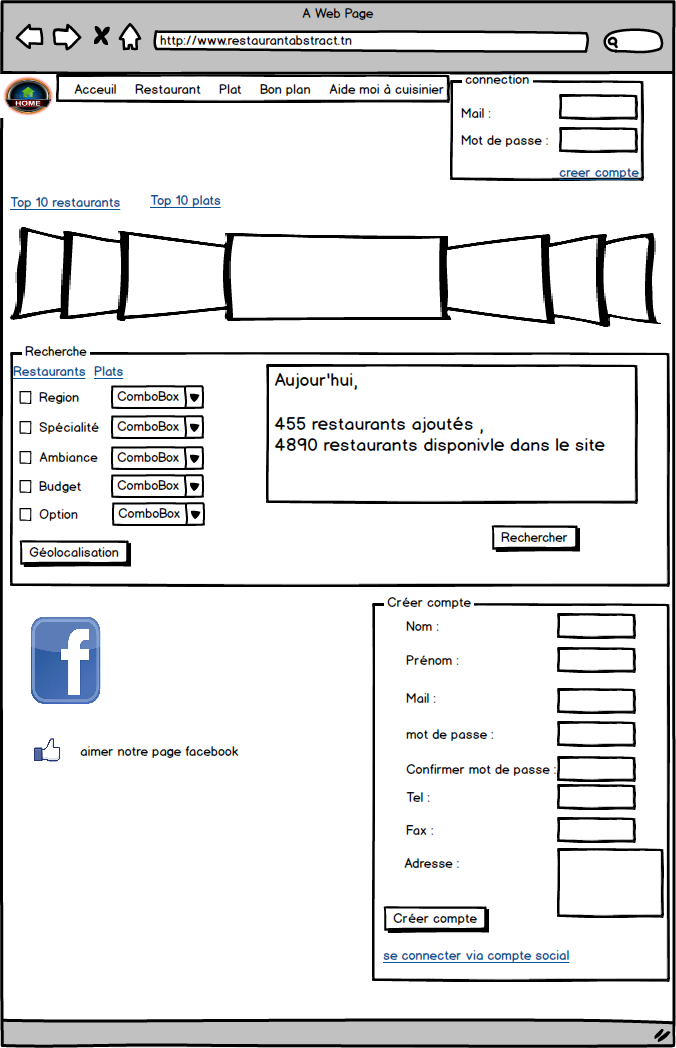 A Web Page
http://www.restaurantabstract.tn
HOME
Acceuil Restaurant Plat Bon plan Aide moi à cuisinier
connection
Mail :
Mot de passe :
creer compte
Top 10 restaurants Top 10 plats
Recherche
Restaurants Plats
Region ComboBox
Spécialité ComboBox
Ambiance ComboBox
Budget ComboBox
Option ComboBox
Géolocalisation
Aujourd'hui,
455 restaurants ajoutés ,
4890 restaurants disponivle dans le site
Rechercher
f
aimer notre page facebook
Créer compte
Nom :
Prénom :
Mail :
mot de passe :
Confirmer mot de passe :
Tel :
Fax :
Adresse :
Créer compte
se connecter via compte social